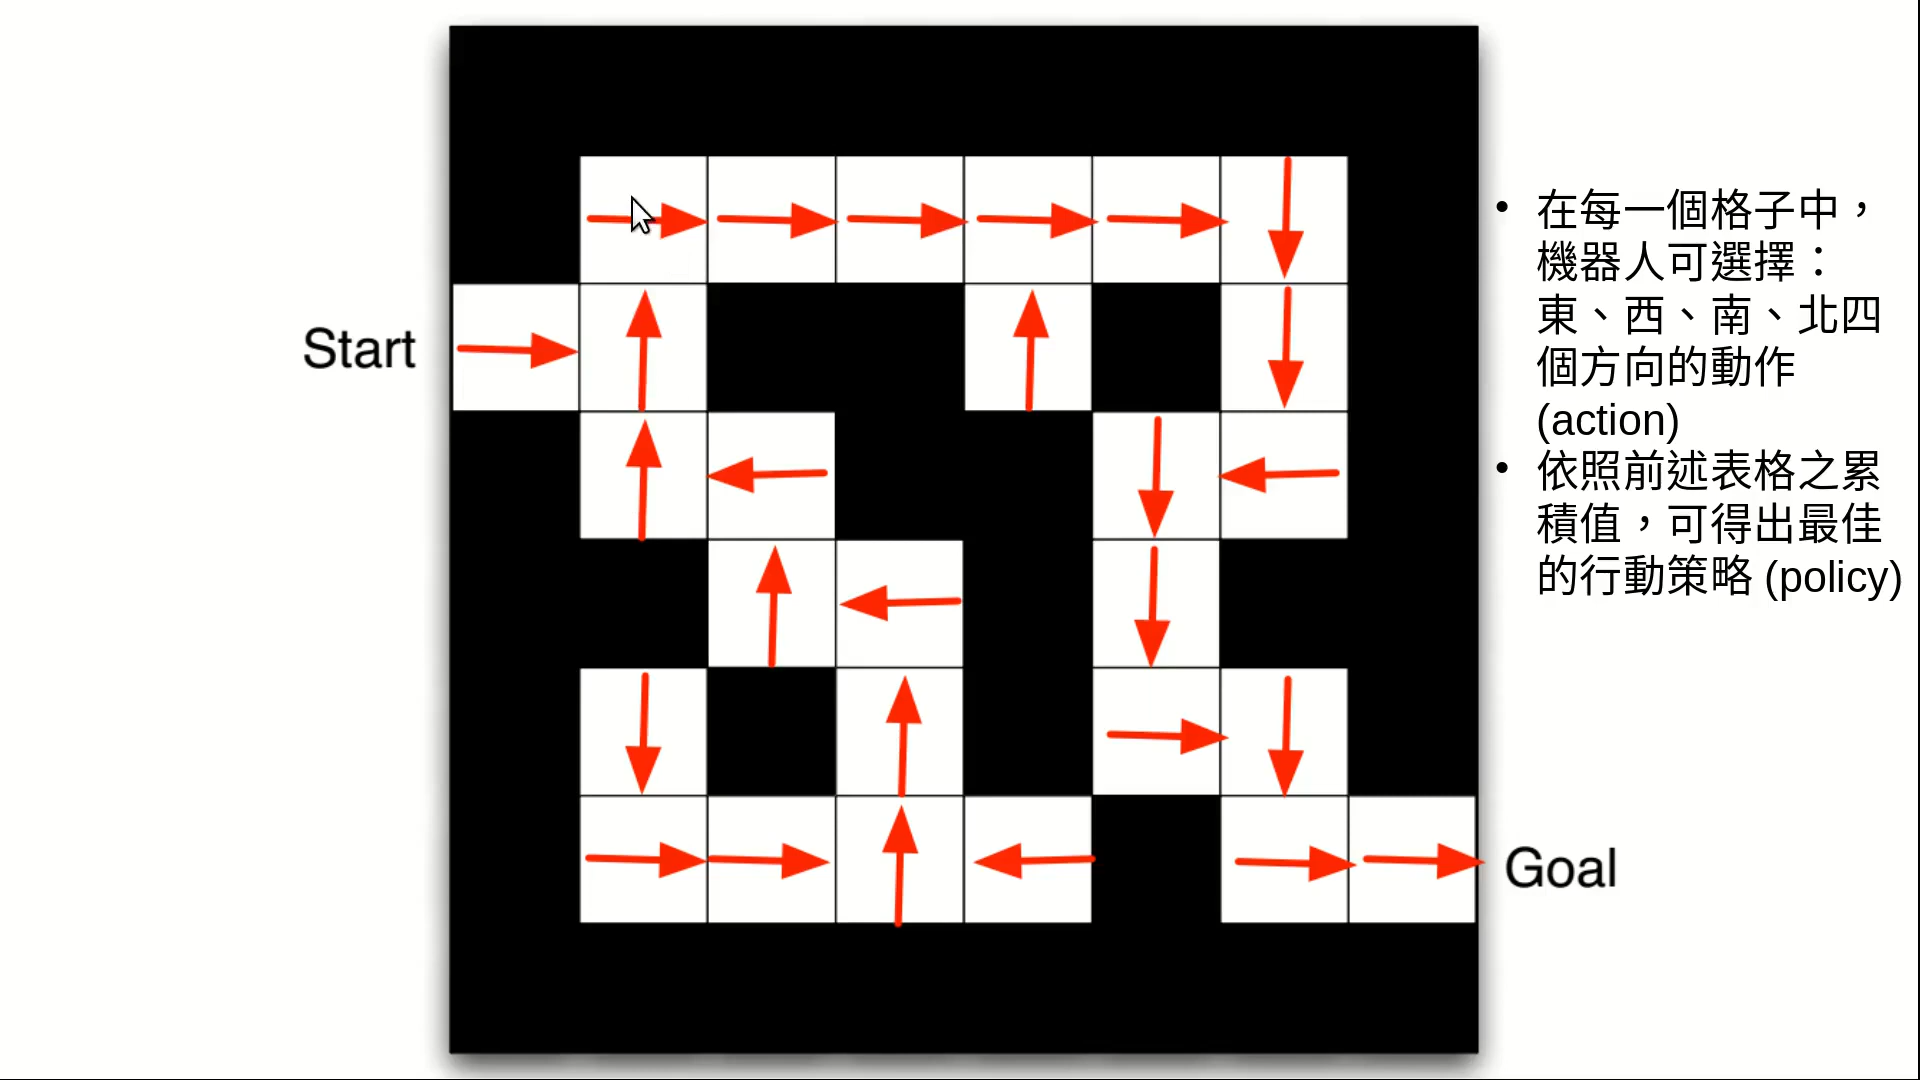 Start
Goal
• 在每一個格子中，
機器人可選擇：
東、西、南、北四
個方向的動作
(action)
• 依照前述表格之累
積值，可得出最佳
的行動策略 (policy)